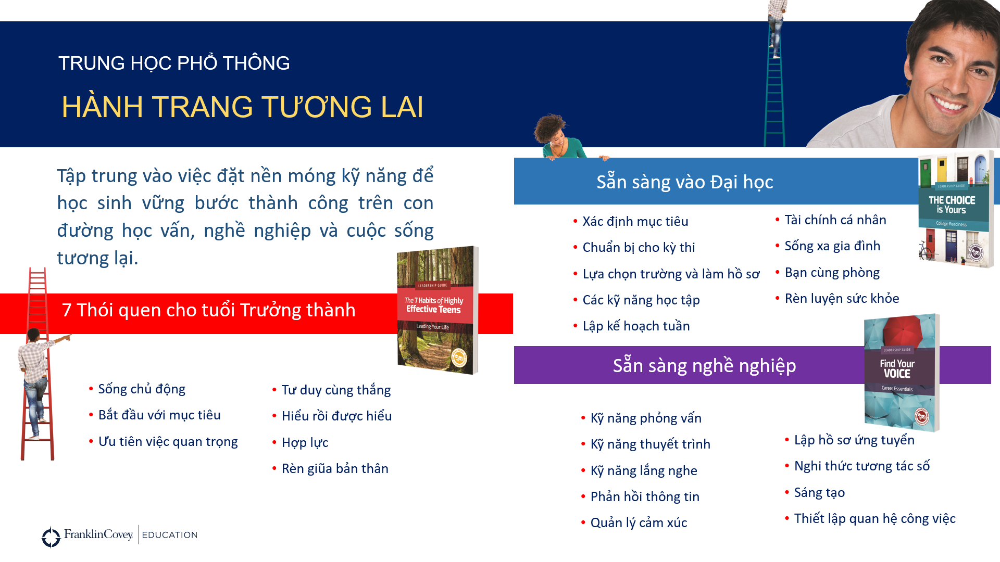 TRUNG HỌC PHỔ THÔNG
HÀNH TRANG TƯƠNG LAI
Tập trung vào việc đặt nền móng kỹ năng để
học sinh vững bước thành công trên con
đường học vấn, nghề nghiệp và cuộc sống
tương lại.
7 Thói quen cho tuổi Trưởng thành
LEADERSHIP GUIDE
The 7 Habits of Highly
Effective Teens
Leading Your Life
• Sống chủ động
• Bắt đầu với mục tiêu
• Ưu tiên việc quan trọng
• Tư duy cùng thắng
• Hiểu rồi được hiểu
• Hợp lực
• Rèn giũa bản thân
Sẵn sàng vào Đại học
LEADERSHIP GUIDE
THE CHOICE
is Yours
College Readiness
• Xác định mục tiêu
• Chuẩn bị cho kỳ thi
• Lựa chọn trường và làm hồ sơ
• Các kỹ năng học tập
• Lập kế hoạch tuần
• Tài chính cá nhân
• Sống xa gia đình
• Bạn cùng phòng
• Rèn luyện sức khỏe
Sẵn sàng nghề nghiệp
LEADERSHIP GUIDE
Find Your
VOICE
Career Essentials
• Kỹ năng phỏng vấn
• Kỹ năng thuyết trình
• Kỹ năng lắng nghe
• Phản hồi thông tin
• Quản lý cảm xúc
• Lập hồ sơ ứng tuyển
• Nghi thức tương tác số
• Sáng tạo
• Thiết lập quan hệ công việc
FranklinCovey | EDUCATION